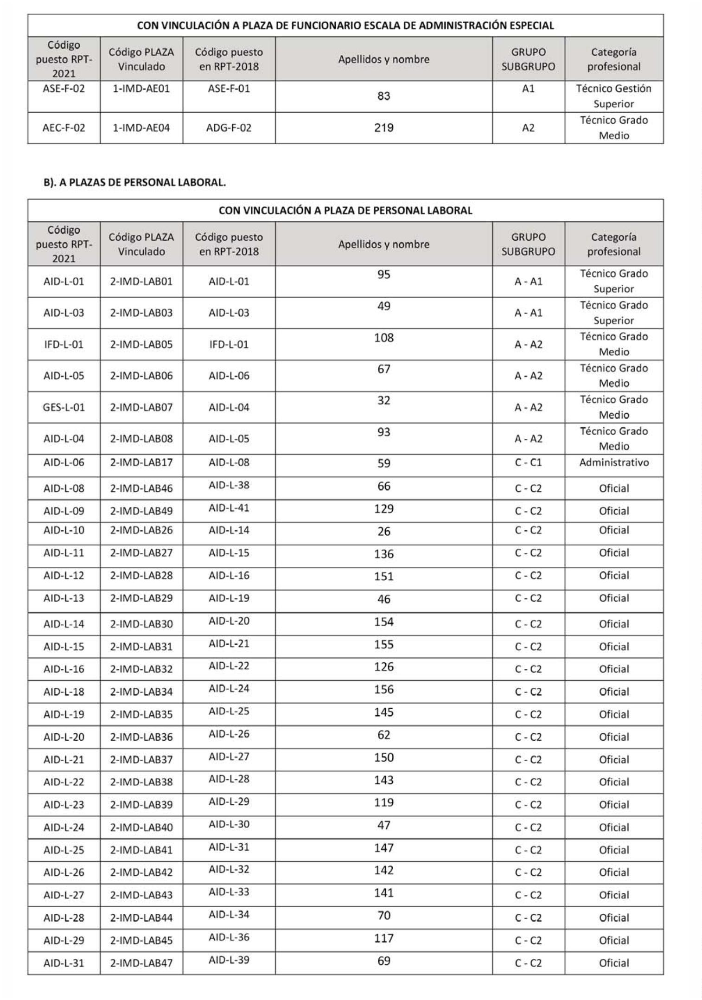 CON VINCULACIÓN A PLAZA DE FUNCIONARIO ESCALA DE ADMINISTRACIÓN ESPECIAL
Código puesto RPT-2021 Código PLAZA Vinculado Código puesto en RPT-2018 Apellidos y nombre GRUPO SUBGRUPO Categoría profesional
ASE-F-02 1-IMD-AE01 ASE-F-01 83 A1 Técnico Gestión Superior
AEC-F-02 1-IMD-AE04 ADG-F-02 219 A2 Técnico Grado Medio
B). A PLAZAS DE PERSONAL LABORAL.
CON VINCULACIÓN A PLAZA DE PERSONAL LABORAL
Código puesto RPT-2021 Código PLAZA Vinculado Código puesto en RPT-2018 Apellidos y nombre GRUPO SUBGRUPO Categoría profesional
AID-L-01 2-IMD-LAB01 AID-L-01 95 A - A1 Técnico Grado Superior
AID-L-03 2-IMD-LAB03 AID-L-03 49 A - A1 Técnico Grado Superior
IFD-L-01 2-IMD-LAB05 IFD-L-01 108 A - A2 Técnico Grado Medio
AID-L-05 2-IMD-LAB06 AID-L-06 67 A - A2 Técnico Grado Medio
GES-L-01 2-IMD-LAB07 AID-L-04 32 A - A2 Técnico Grado Medio
AID-L-04 2-IMD-LAB08 AID-L-05 93 A - A2 Técnico Grado Medio
AID-L-06 2-IMD-LAB17 AID-L-08 59 C - C1 Administrativo
AID-L-08 2-IMD-LAB46 AID-L-38 66 C - C2 Oficial
AID-L-09 2-IMD-LAB49 AID-L-41 129 C - C2 Oficial
AID-L-10 2-IMD-LAB26 AID-L-14 26 C - C2 Oficial
AID-L-11 2-IMD-LAB27 AID-L-15 136 C - C2 Oficial
AID-L-12 2-IMD-LAB28 AID-L-16 151 C - C2 Oficial
AID-L-13 2-IMD-LAB29 AID-L-19 46 C - C2 Oficial
AID-L-14 2-IMD-LAB30 AID-L-20 154 C - C2 Oficial
AID-L-15 2-IMD-LAB31 AID-L-21 155 C - C2 Oficial
AID-L-16 2-IMD-LAB32 AID-L-22 126 C - C2 Oficial
AID-L-18 2-IMD-LAB34 AID-L-24 156 C - C2 Oficial
AID-L-19 2-IMD-LAB35 AID-L-25 145 C - C2 Oficial
AID-L-20 2-IMD-LAB36 AID-L-26 62 C - C2 Oficial
AID-L-21 2-IMD-LAB37 AID-L-27 150 C - C2 Oficial
AID-L-22 2-IMD-LAB38 AID-L-28 143 C - C2 Oficial
AID-L-23 2-IMD-LAB39 AID-L-29 119 C - C2 Oficial
AID-L-24 2-IMD-LAB40 AID-L-30 47 C - C2 Oficial
AID-L-25 2-IMD-LAB41 AID-L-31 147 C - C2 Oficial
AID-L-26 2-IMD-LAB42 AID-L-32 142 C - C2 Oficial
AID-L-27 2-IMD-LAB43 AID-L-33 141 C - C2 Oficial
AID-L-28 2-IMD-LAB44 AID-L-34 70 C - C2 Oficial
AID-L-29 2-IMD-LAB45 AID-L-36 117 C - C2 Oficial
AID-L-31 2-IMD-LAB47 AID-L-39 69 C - C2 Oficial